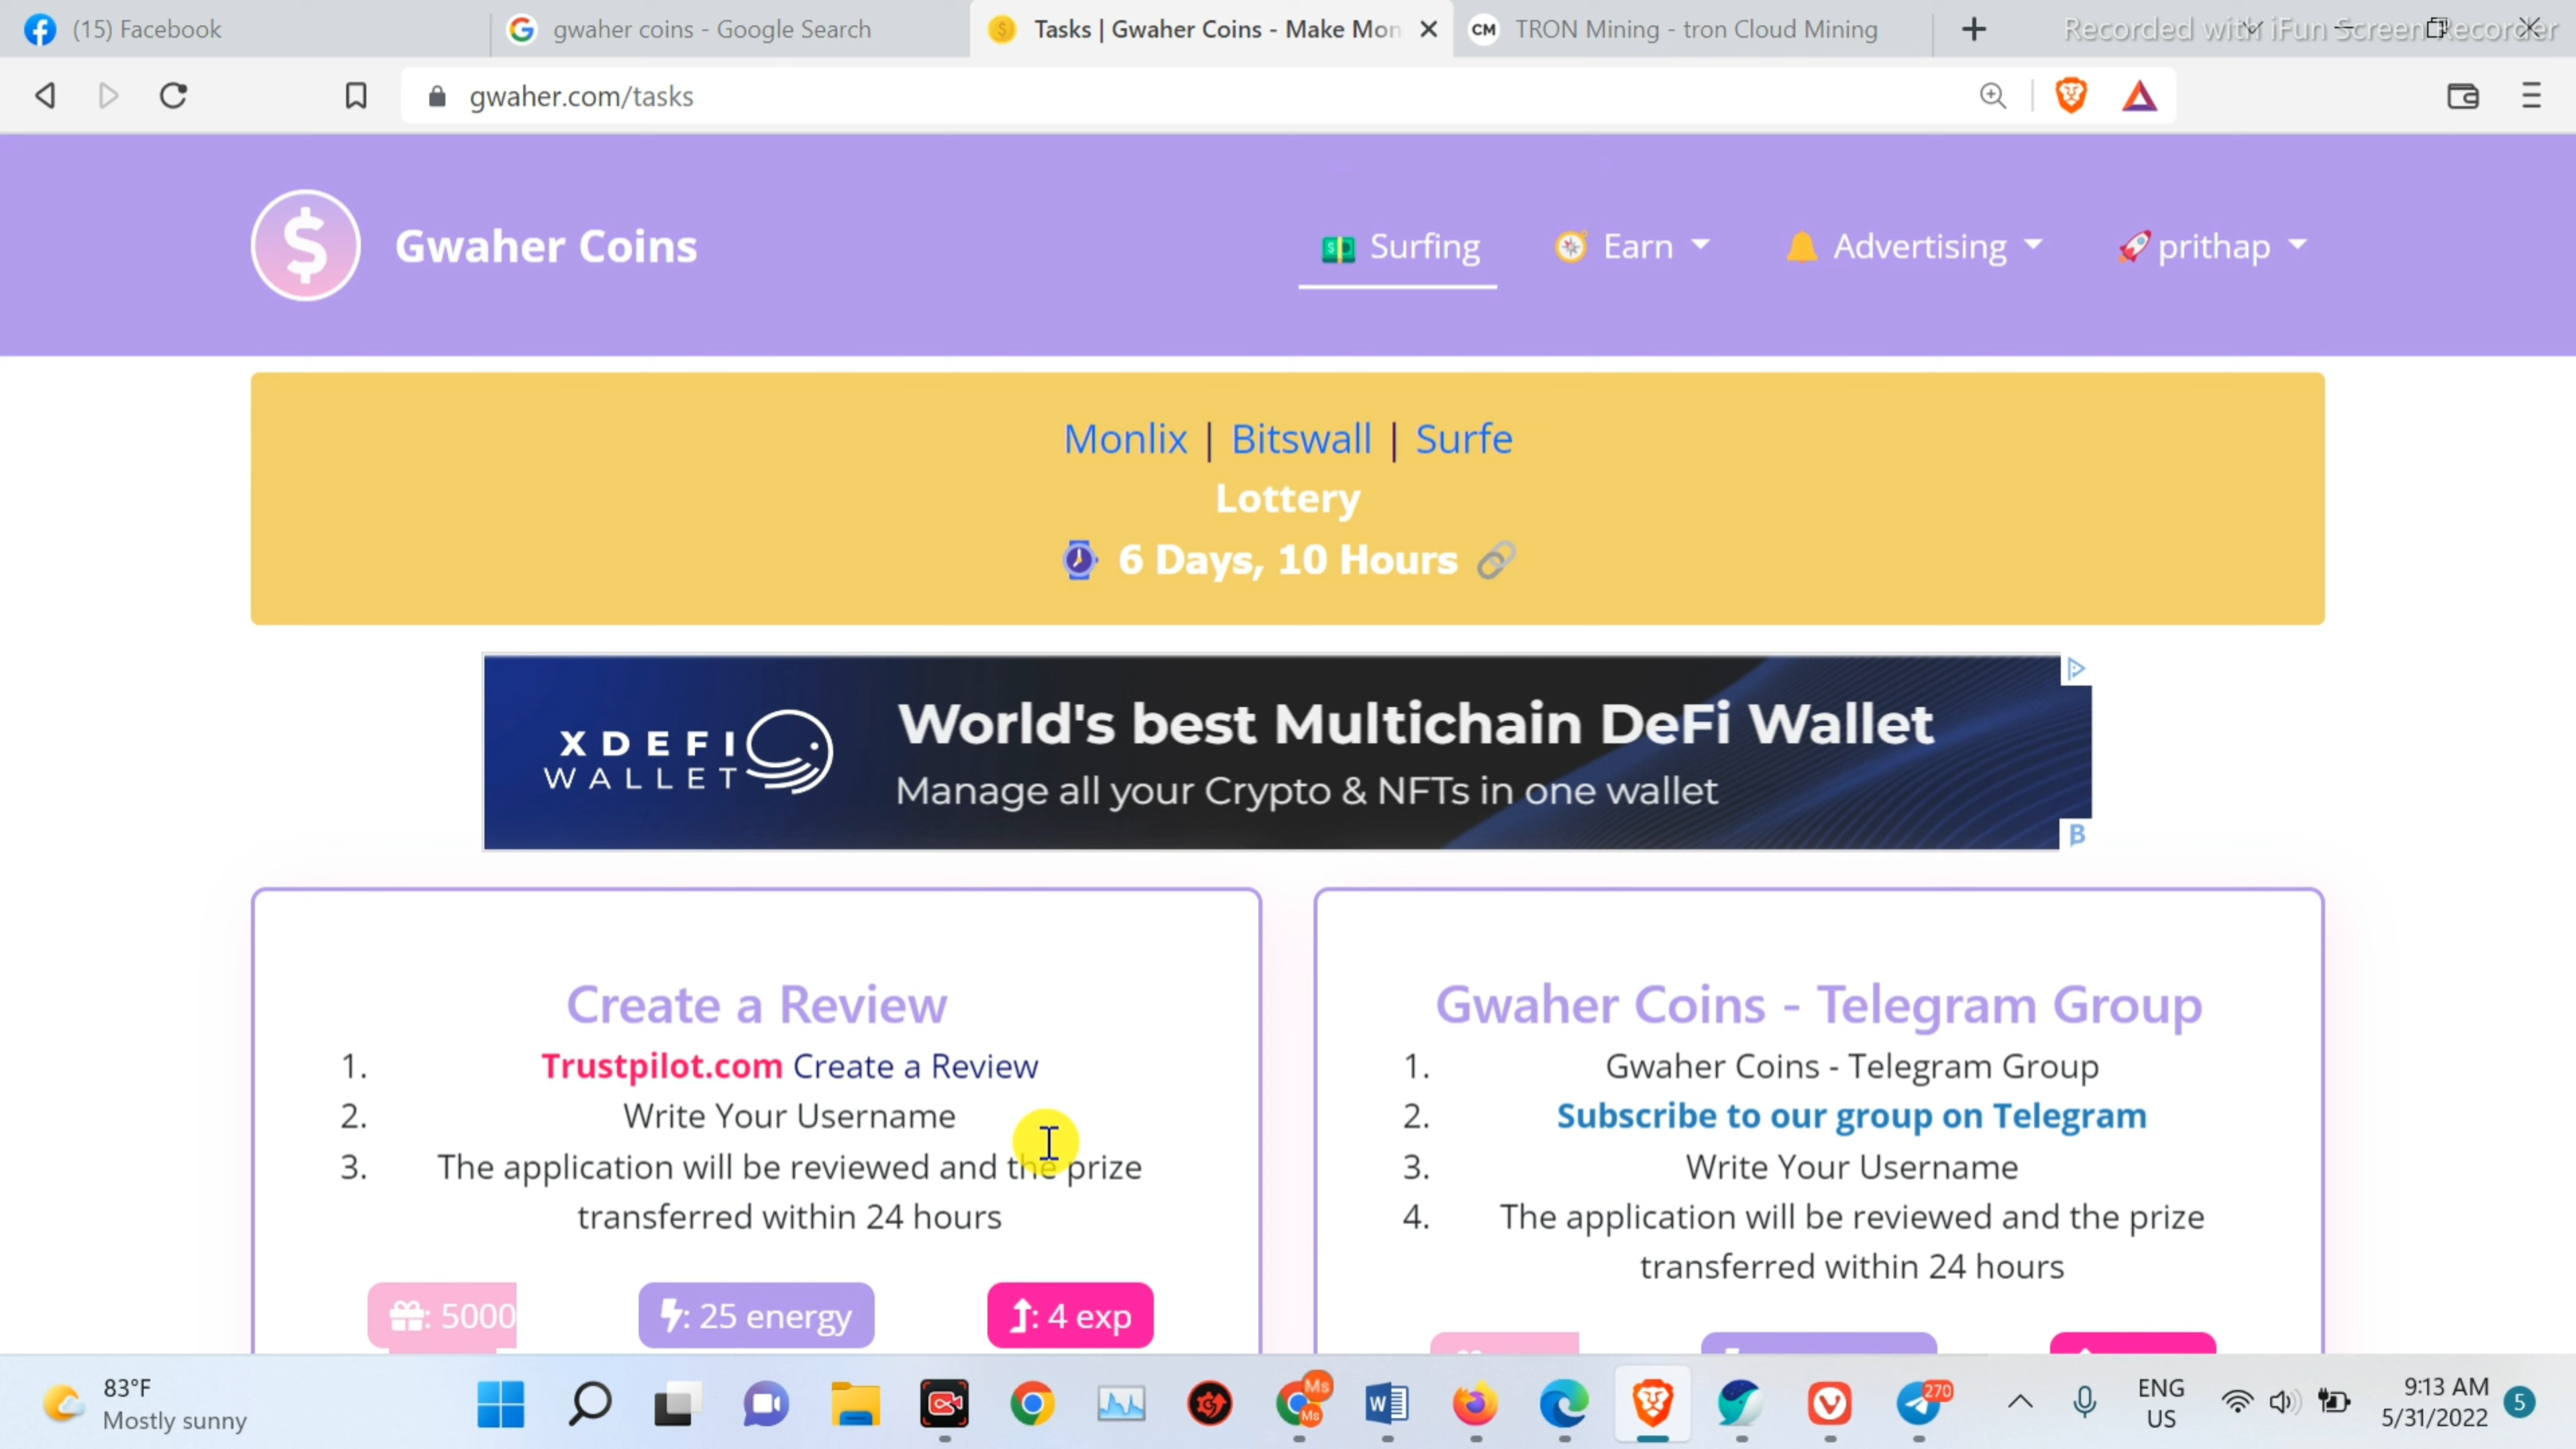 (15) Facebook
gwaher coins - Google Search
Tasks | Gwaher Coins - Make Mon
CM TRON Mining - tron Cloud Mining
Recorded with iFun Screen Recorder
gwaher.com/tasks
$ Gwaher Coins
Surfing
Earn
Advertising
prithap
Monlix | Bitswall | Surfe
Lottery
6 Days, 10 Hours
XDEFI
WALLET
World's best Multichain DeFi Wallet
Manage all your Crypto & NFTs in one wallet
B
Create a Review
1. Trustpilot.com Create a Review
2. Write Your Username
3. The application will be reviewed and the prize
transferred within 24 hours
: 5000
: 25 energy
: 4 exp
Gwaher Coins - Telegram Group
1. Gwaher Coins - Telegram Group
2. Subscribe to our group on Telegram
3. Write Your Username
4. The application will be reviewed and the prize
transferred within 24 hours
83°F
Mostly sunny
Ms
Ms
W
270
ENG
US
9:13 AM
5/31/2022
5